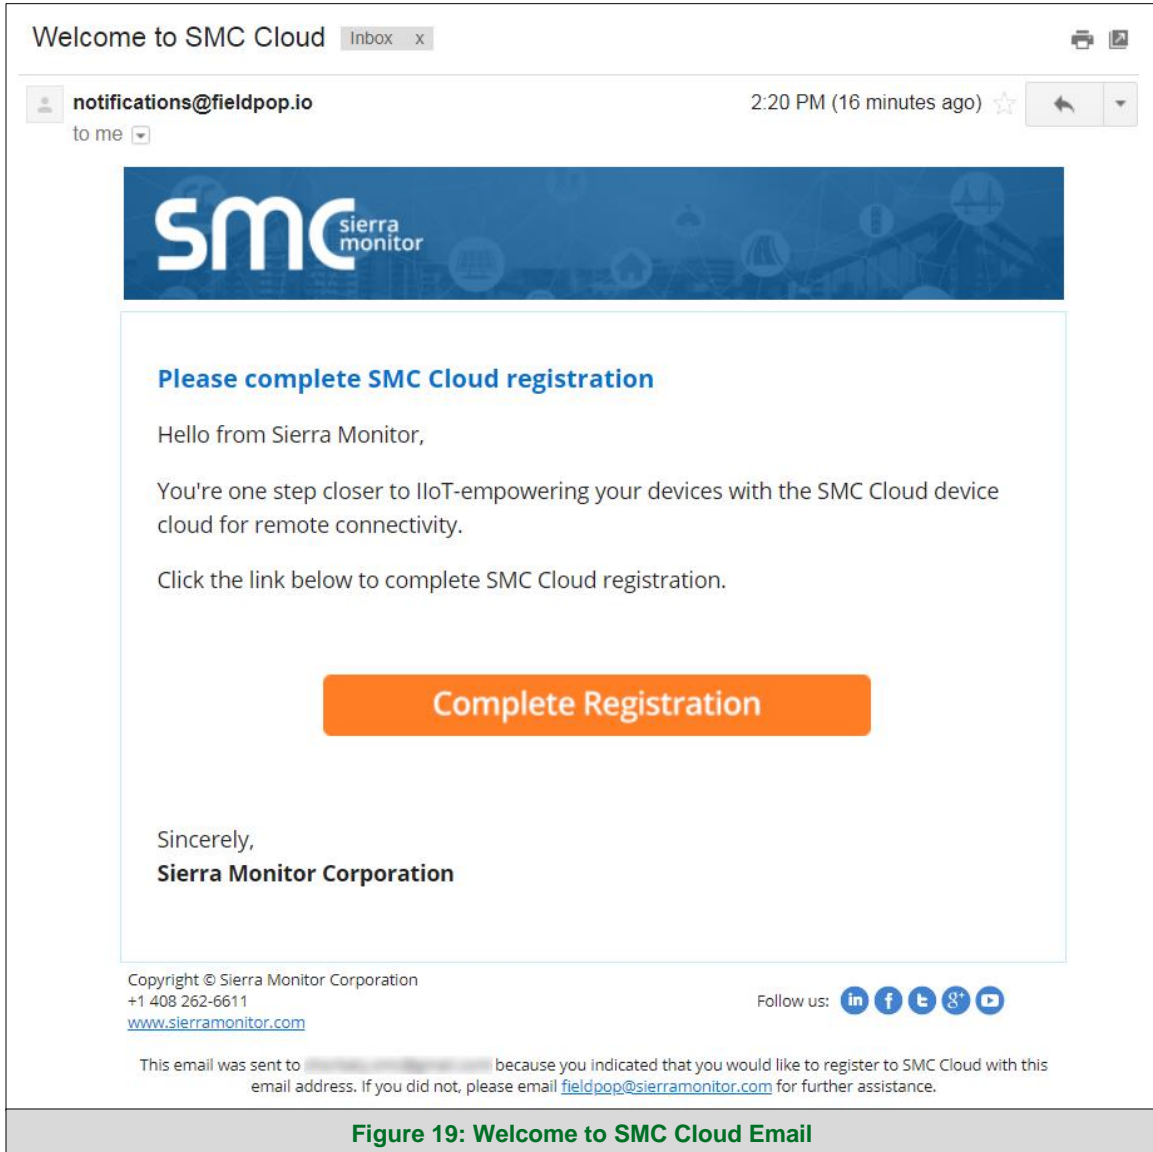 Welcome to SMC Cloud Inbox x
notifications@fieldpop.io 2:20 PM (16 minutes ago)
to me
SMC sierra monitor
Please complete SMC Cloud registration
Hello from Sierra Monitor,
You're one step closer to IIoT-empowering your devices with the SMC Cloud device
cloud for remote connectivity.
Click the link below to complete SMC Cloud registration.
Complete Registration
Sincerely,
Sierra Monitor Corporation
Copyright © Sierra Monitor Corporation
+1 408 262-6611
www.sierramonitor.com
Follow us: in f t g+
This email was sent to because you indicated that you would like to register to SMC Cloud with this
email address. If you did not, please email fieldpop@sierramonitor.com for further assistance.
Figure 19: Welcome to SMC Cloud Email